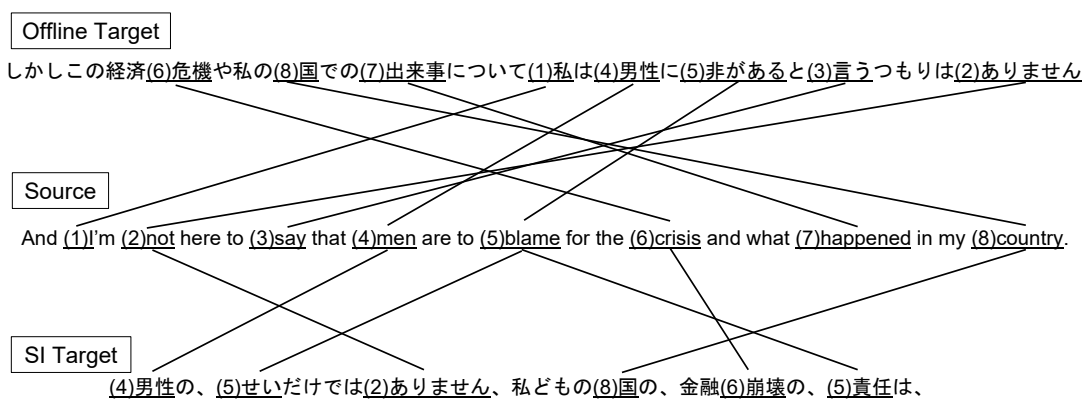 Offline Target
しかしこの経済(6)危機や私の(8)国での(7)出来事について(1)私は(4)男性に(5)非があると(3)言うつもりは(2)ありません
Source
And (1)I'm (2)not here to (3)say that (4)men are to (5)blame for the (6)crisis and what (7)happened in my (8)country.
SI Target
(4)男性の、(5)せいだけでは(2)ありません、私どもの(8)国の、金融(6)崩壊の、(5)責任は、